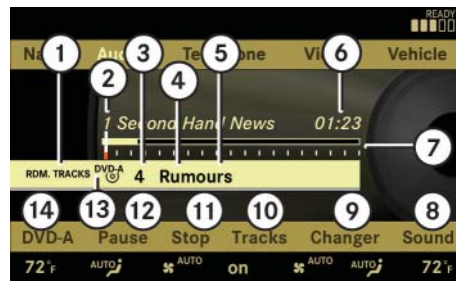 READY
Na Aud Te one Vi Vehicle
1 3 5 6
2 4
1 Second Hand News 01:23
7
RDM. TRACKS DVD-A 4 Rumours
14 13 12 11 10 9 8
DVD-A Pause Stop Tracks Changer Sound
72°F AUTO AUTO on AUTO AUTO 72°F